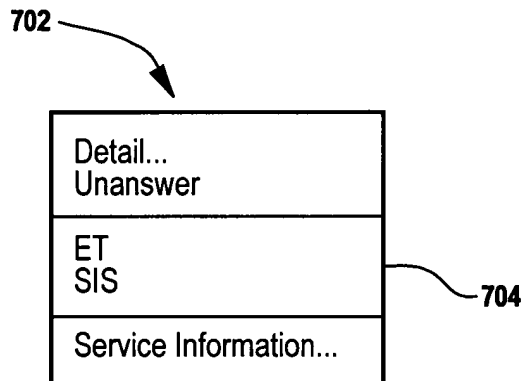 702
Detail...
Unanswer
ET
SIS
704
Service Information...